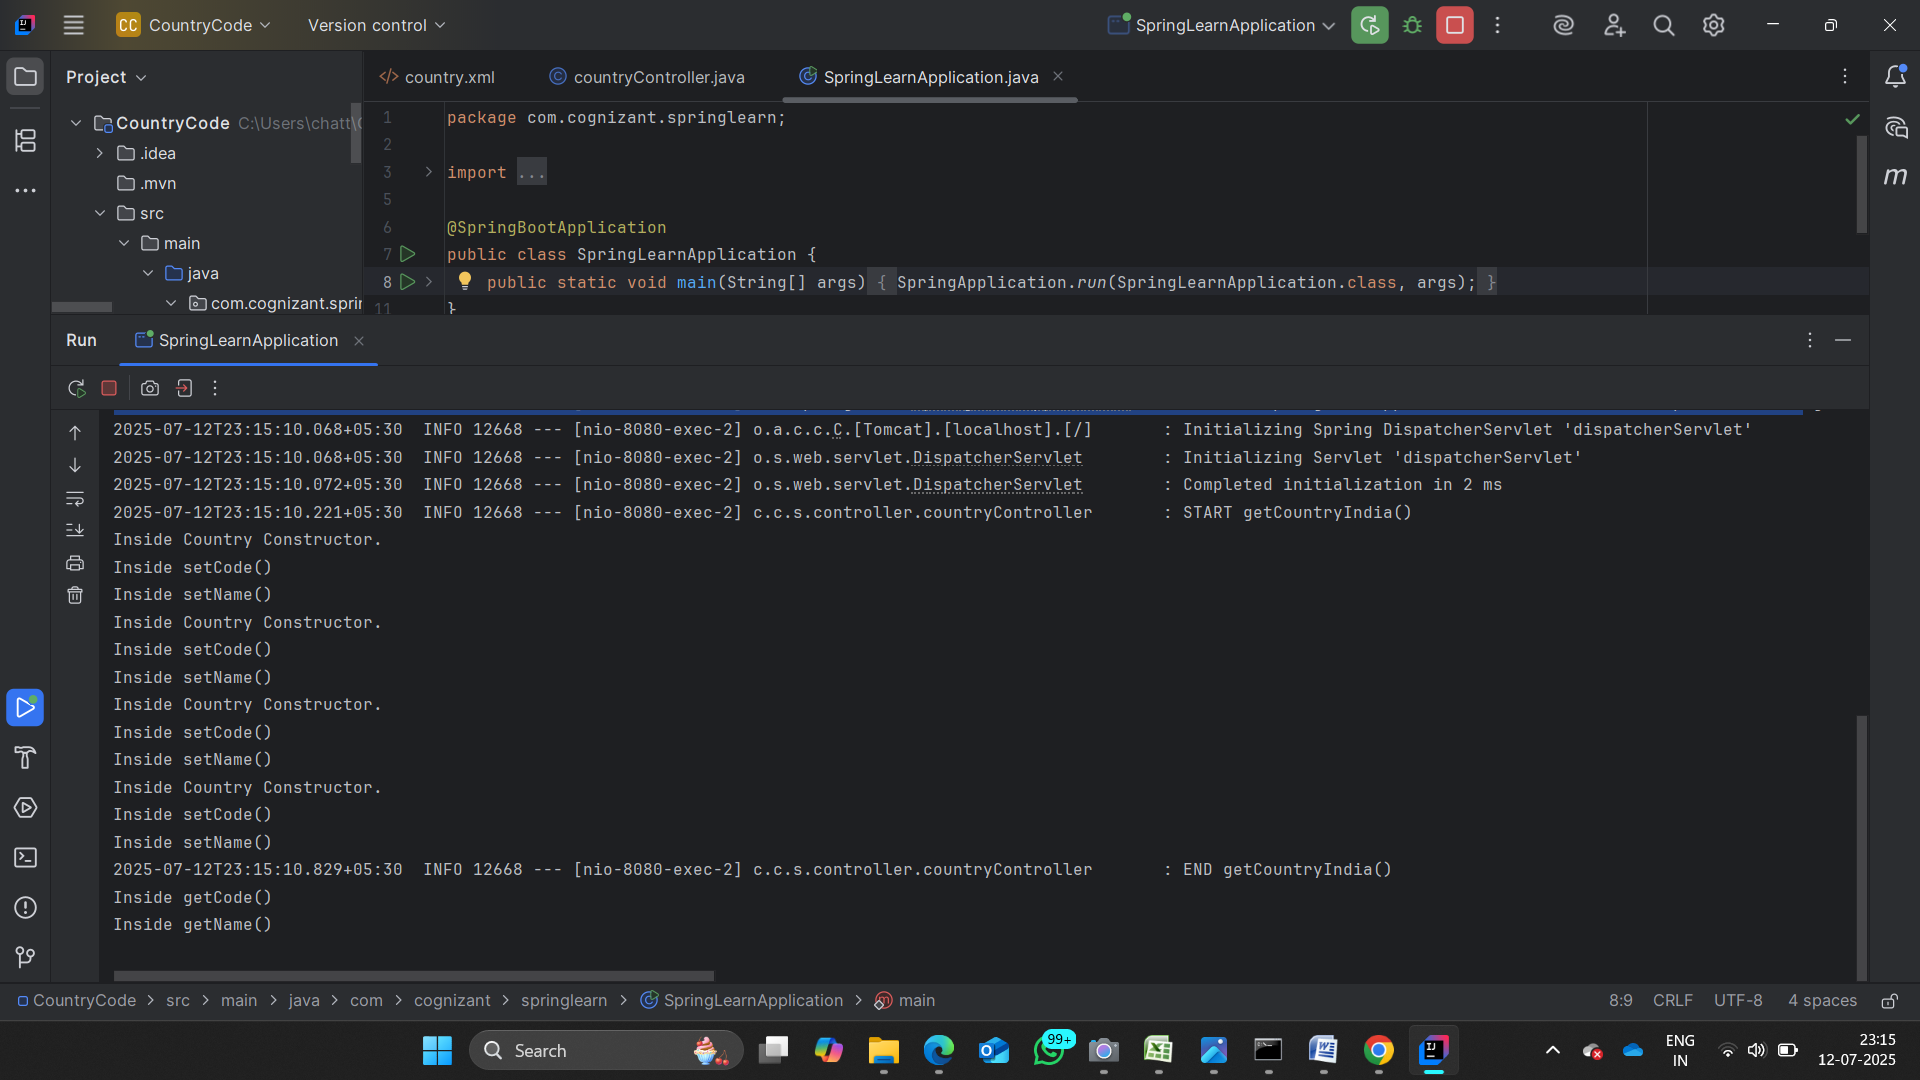 CC CountryCode Version control SpringLearnApplication
Project
country.xml countryController.java SpringLearnApplication.java
CountryCode C:\Users\chatt\
.idea
.mvn
src
main
java
com.cognizant.sprin
1 package com.cognizant.springlearn;
2
3 import ...
5
6 @SpringBootApplication
7 public class SpringLearnApplication {
8 public static void main(String[] args) { SpringApplication.run(SpringLearnApplication.class, args); }
11 }
Run SpringLearnApplication
2025-07-12T23:15:10.068+05:30 INFO 12668 --- [nio-8080-exec-2] o.a.c.c.C.[Tomcat].[localhost].[/] : Initializing Spring DispatcherServlet 'dispatcherServlet'
2025-07-12T23:15:10.068+05:30 INFO 12668 --- [nio-8080-exec-2] o.s.web.servlet.DispatcherServlet : Initializing Servlet 'dispatcherServlet'
2025-07-12T23:15:10.072+05:30 INFO 12668 --- [nio-8080-exec-2] o.s.web.servlet.DispatcherServlet : Completed initialization in 2 ms
2025-07-12T23:15:10.221+05:30 INFO 12668 --- [nio-8080-exec-2] c.c.s.controller.countryController : START getCountryIndia()
Inside Country Constructor.
Inside setCode()
Inside setName()
Inside Country Constructor.
Inside setCode()
Inside setName()
Inside Country Constructor.
Inside setCode()
Inside setName()
Inside Country Constructor.
Inside setCode()
Inside setName()
2025-07-12T23:15:10.829+05:30 INFO 12668 --- [nio-8080-exec-2] c.c.s.controller.countryController : END getCountryIndia()
Inside getCode()
Inside getName()
CountryCode > src > main > java > com > cognizant > springlearn > SpringLearnApplication > main 8:9 CRLF UTF-8 4 spaces
Search 99+ ENG 23:15
IN 12-07-2025